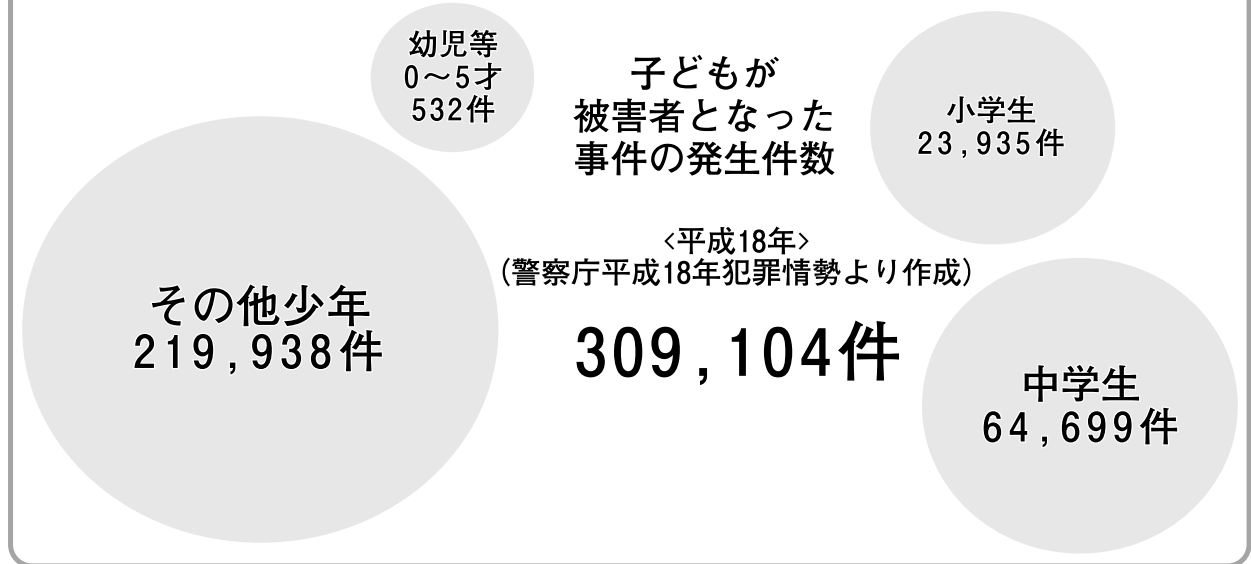 幼児等
0～5才
532件
子どもが
被害者となった
事件の発生件数
小学生
23,935件
<平成18年>
(警察庁平成18年犯罪情勢より作成)
309,104件
その他少年
219,938件
中学生
64,699件